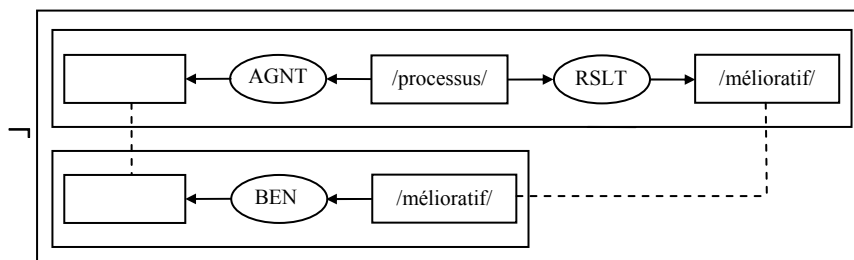 AGNT /processus/ RSLT /mélioratif/
¬
BEN /mélioratif/